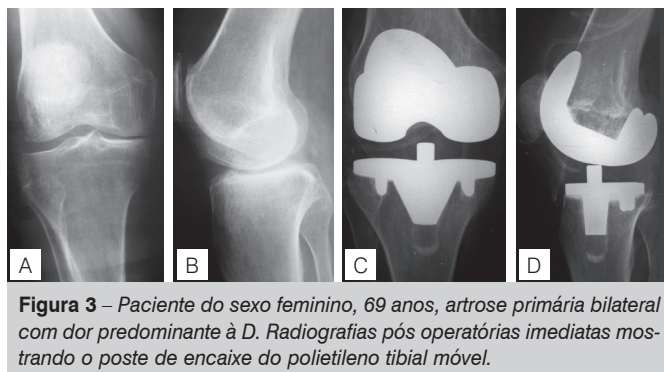 A
B
C
D
Figura 3 – Paciente do sexo feminino, 69 anos, artrose primária bilateral
com dor predominante à D. Radiografias pós operatórias imediatas mos-
trando o poste de encaixe do polietileno tibial móvel.